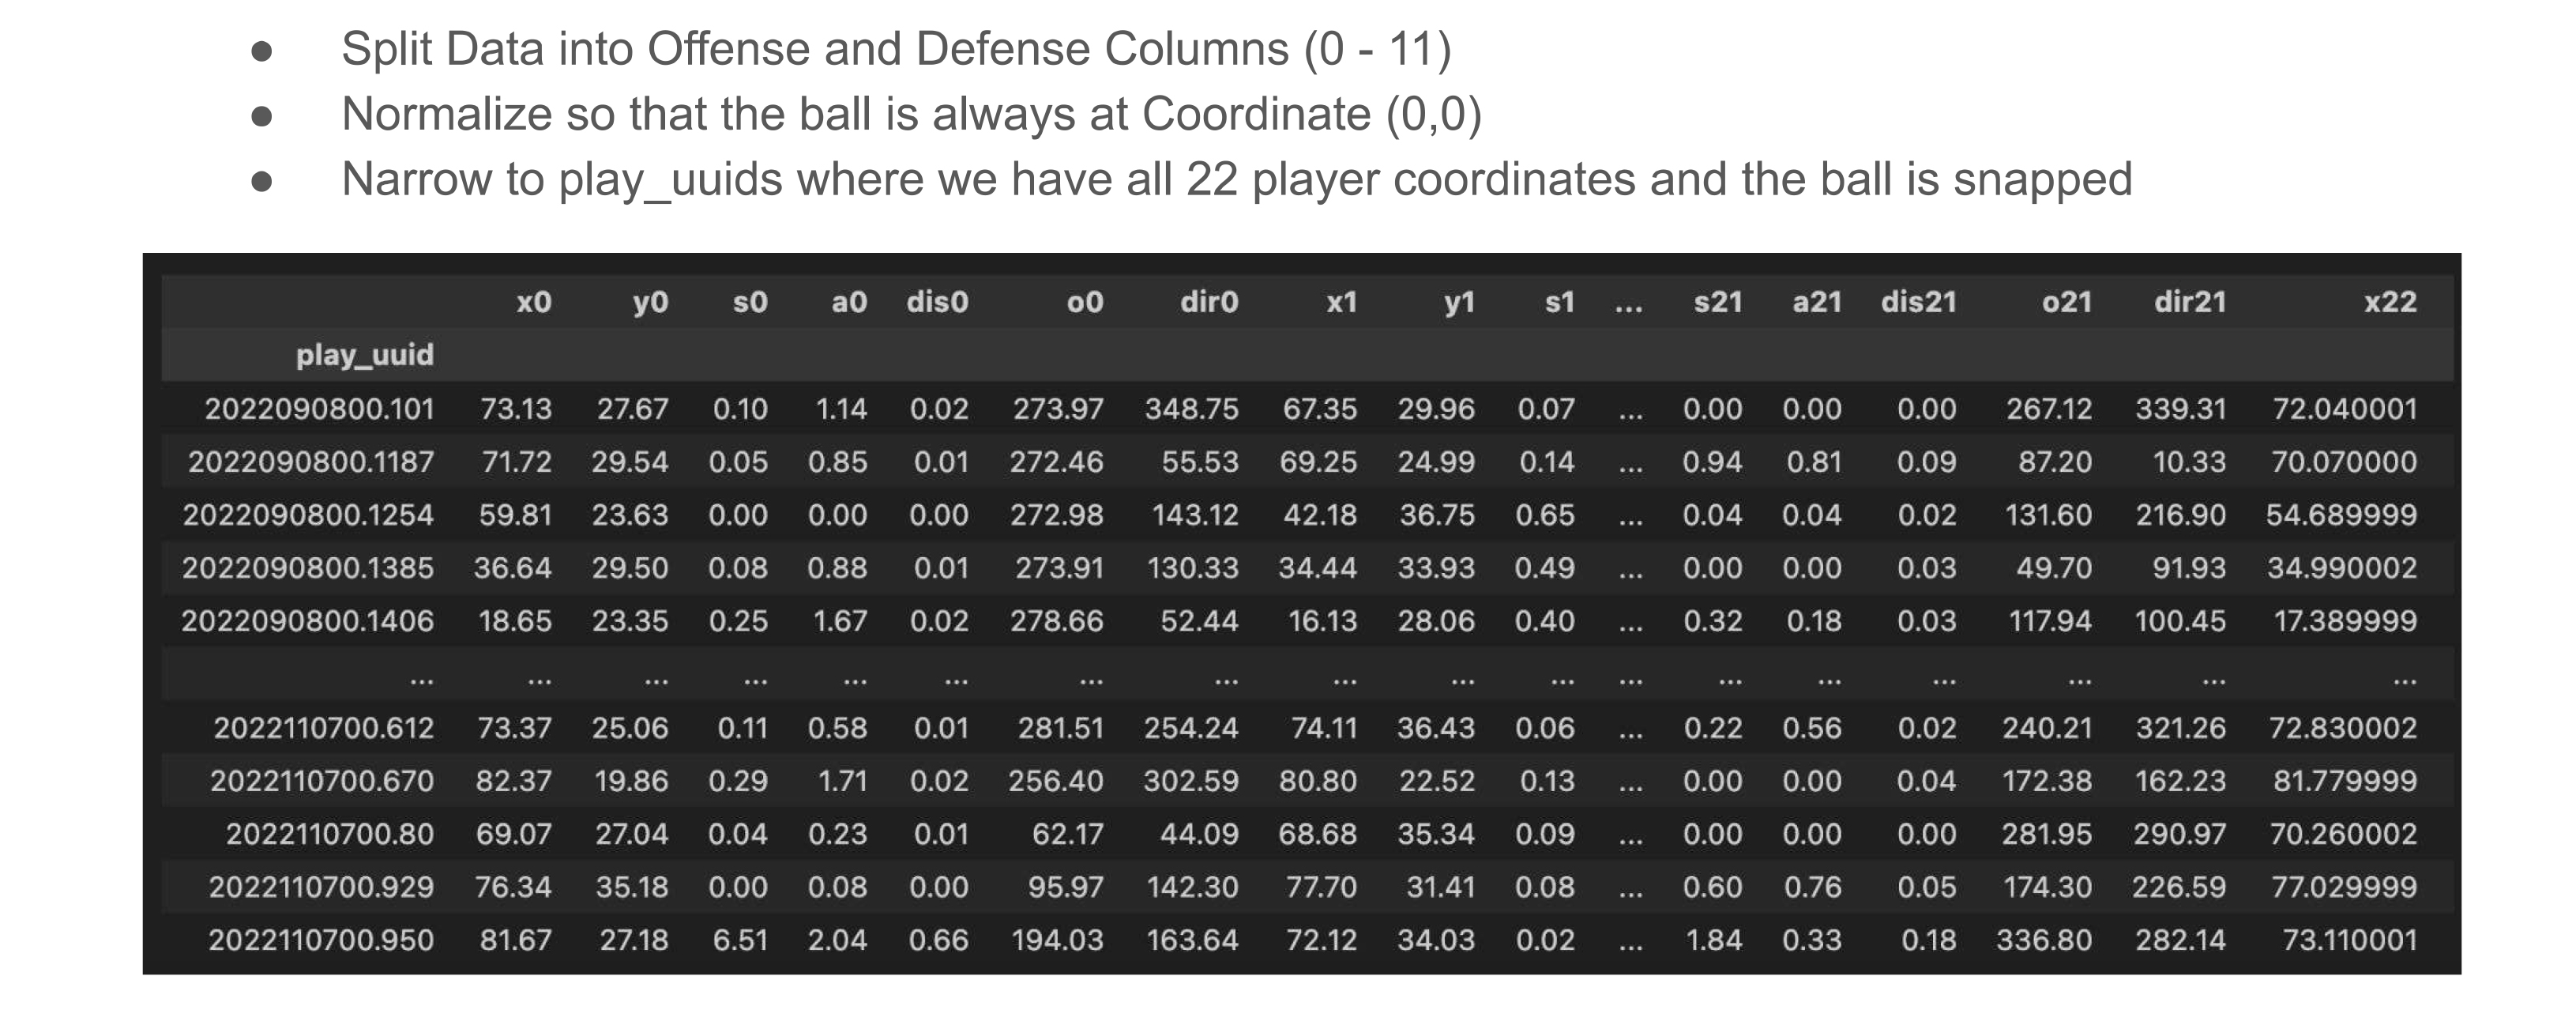 ● Split Data into Offense and Defense Columns (0 - 11)
● Normalize so that the ball is always at Coordinate (0,0)
● Narrow to play_uuids where we have all 22 player coordinates and the ball is snapped
x0 y0 s0 a0 dis0 o0 dir0 x1 y1 s1 ... s21 a21 dis21 o21 dir21 x22
play_uuid
2022090800.101 73.13 27.67 0.10 1.14 0.02 273.97 348.75 67.35 29.96 0.07 ... 0.00 0.00 0.00 267.12 339.31 72.040001
2022090800.1187 71.72 29.54 0.05 0.85 0.01 272.46 55.53 69.25 24.99 0.14 ... 0.94 0.81 0.09 87.20 10.33 70.070000
2022090800.1254 59.81 23.63 0.00 0.00 0.00 272.98 143.12 42.18 36.75 0.65 ... 0.04 0.04 0.02 131.60 216.90 54.689999
2022090800.1385 36.64 29.50 0.08 0.88 0.01 273.91 130.33 34.44 33.93 0.49 ... 0.00 0.00 0.03 49.70 91.93 34.990002
2022090800.1406 18.65 23.35 0.25 1.67 0.02 278.66 52.44 16.13 28.06 0.40 ... 0.32 0.18 0.03 117.94 100.45 17.389999
... ... ... ... ... ... ... ... ... ... ... ... ... ... ... ... ... ...
2022110700.612 73.37 25.06 0.11 0.58 0.01 281.51 254.24 74.11 36.43 0.06 ... 0.22 0.56 0.02 240.21 321.26 72.830002
2022110700.670 82.37 19.86 0.29 1.71 0.02 256.40 302.59 80.80 22.52 0.13 ... 0.00 0.00 0.04 172.38 162.23 81.779999
2022110700.80 69.07 27.04 0.04 0.23 0.01 62.17 44.09 68.68 35.34 0.09 ... 0.00 0.00 0.00 281.95 290.97 70.260002
2022110700.929 76.34 35.18 0.00 0.08 0.00 95.97 142.30 77.70 31.41 0.08 ... 0.60 0.76 0.05 174.30 226.59 77.029999
2022110700.950 81.67 27.18 6.51 2.04 0.66 194.03 163.64 72.12 34.03 0.02 ... 1.84 0.33 0.18 336.80 282.14 73.110001